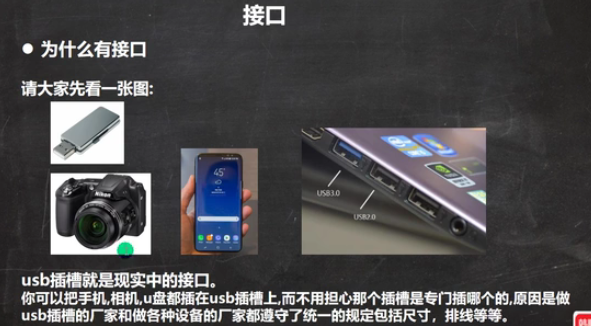 接口
● 为什么有接口
请大家先看一张图:
Nikon
45°
USB3.0
USB2.0
usb插槽就是现实中的接口。
你可以把手机,相机,u盘都插在usb插槽上,而不用担心那个插槽是专门插哪个的,原因是做
usb插槽的厂家和做各种设备的厂家都遵守了统一的规定包括尺寸，排线等等。